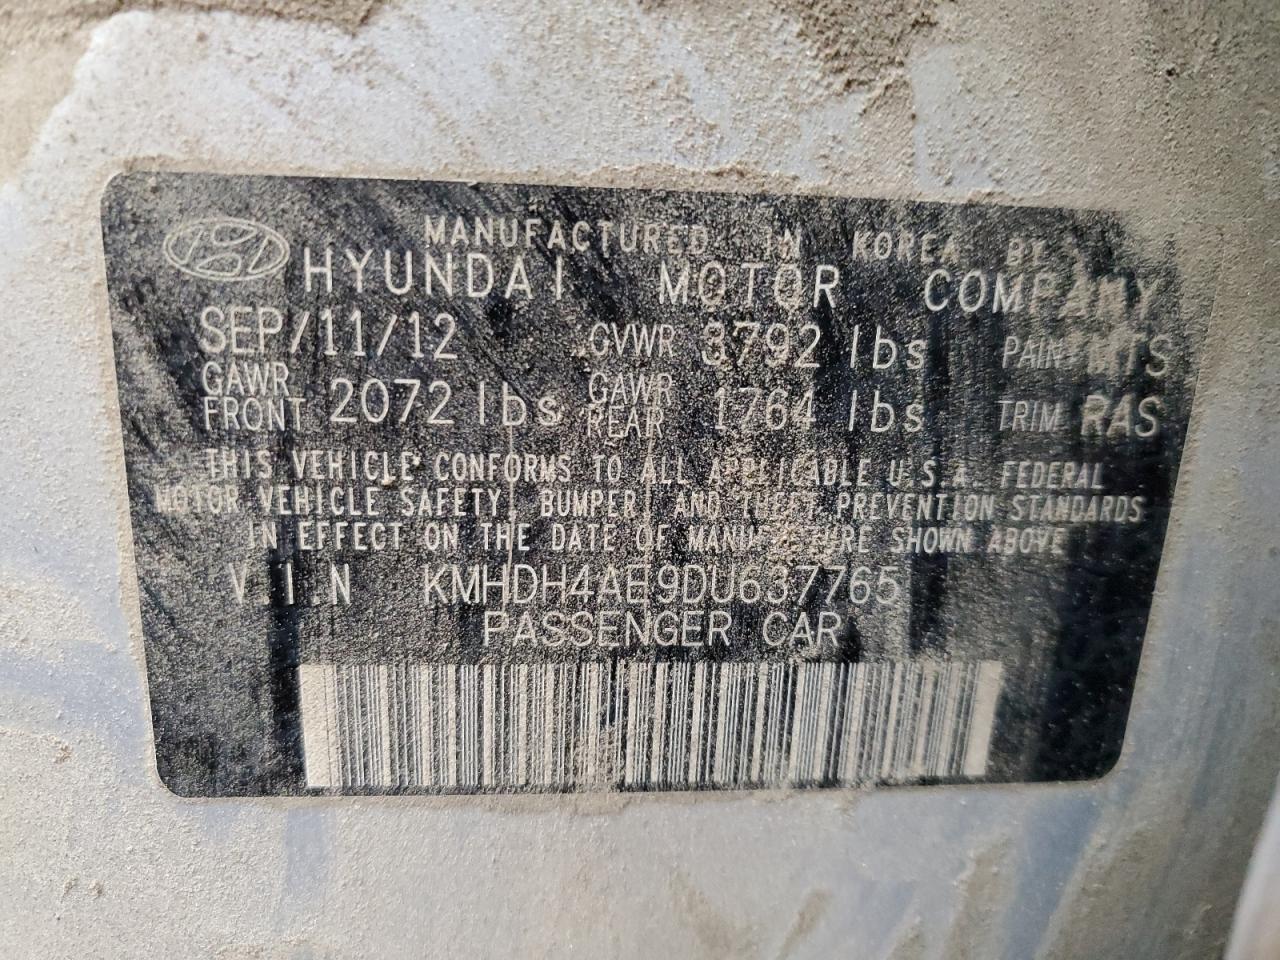 MANUFACTURED IN KOREA BY
HYUNDAI MOTOR COMPANY
SEP/11/12 GVWR 3792 lbs PAINT
GAWR FRONT 2072 lbs GAWR REAR 1764 lbs TRIM RAS
THIS VEHICLE CONFORMS TO ALL APPLICABLE U.S.A. FEDERAL
MOTOR VEHICLE SAFETY, BUMPER, AND THEFT PREVENTION STANDARDS
IN EFFECT ON THE DATE OF MANUFACTURE SHOWN ABOVE
V.I.N KMHDH4AE9DU637765
PASSENGER CAR